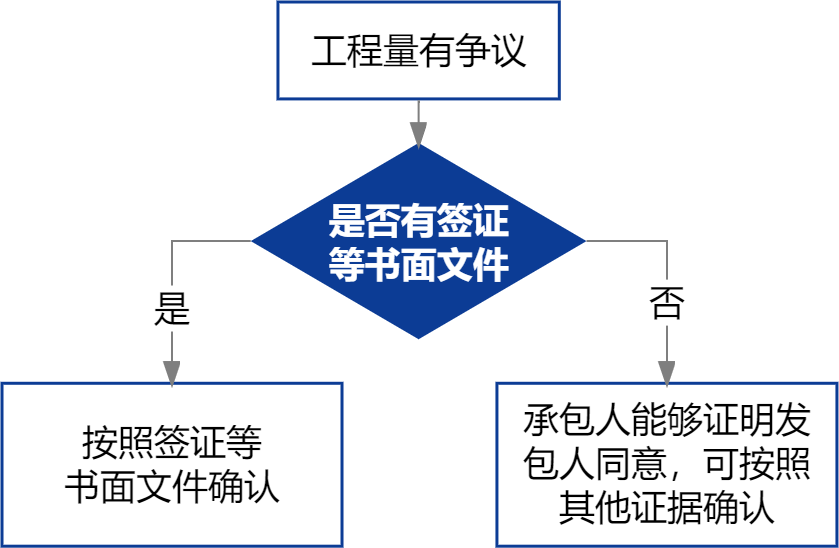 工程量有争议
是否有签证
等书面文件
是
否
按照签证等
书面文件确认
承包人能够证明发
包人同意，可按照
其他证据确认